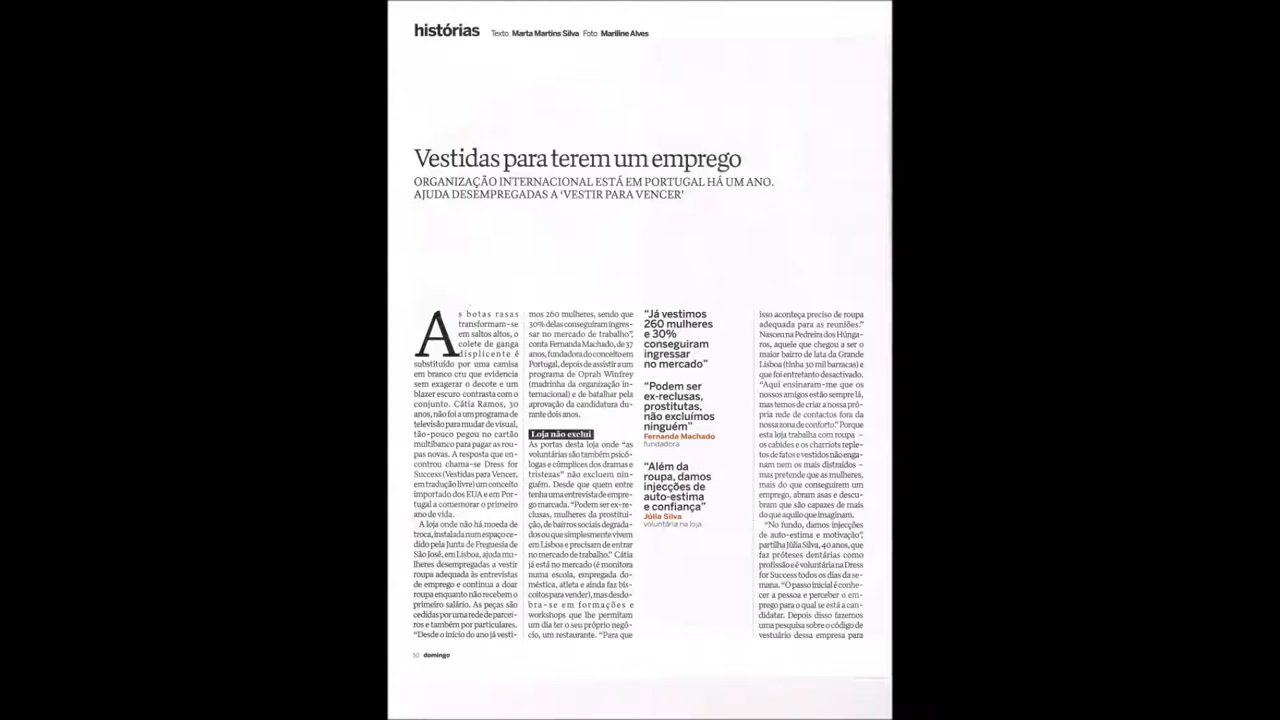 histórias Texto Marta Martins Silva Foto Mariline Alves
Vestidas para terem um emprego
ORGANIZAÇÃO INTERNACIONAL ESTÁ EM PORTUGAL HÁ UM ANO.
AJUDA DESEMPREGADAS A ‘VESTIR PARA VENCER’
As botas rasas
transformam-se
em saltos altos, o
colete de ganga
displicente é
substituído por uma camisa
em branco cru que evidencia
sem exagerar o decote e um
blazer escuro contrasta com o
conjunto. Cátia Ramos, 30
anos, não foi a um programa de
televisão para mudar de visual,
tão-pouco pegou no cartão
multibanco para pagar as rou-
pas novas. A resposta que en-
controu chama-se Dress for
Success (Vestidas para Vencer,
em tradução livre) um conceito
importado dos EUA e em Por-
tugal a comemorar o primeiro
ano de vida.
A loja onde não há moeda de
troca, instalada num espaço ce-
dido pela Junta de Freguesia de
São José, em Lisboa, ajuda mu-
lheres desempregadas a vestir
roupa adequada às entrevistas
de emprego e continua a doar
roupa enquanto não recebem o
primeiro salário. As peças são
cedidas por uma rede de parcei-
ros e também por particulares.
“Desde o início do ano já vesti-
mos 260 mulheres, sendo que
30% delas conseguiram ingres-
sar no mercado de trabalho”,
conta Fernanda Machado, de 37
anos, fundadora do conceito em
Portugal, depois de assistir a um
programa de Oprah Winfrey
(madrinha da organização in-
ternacional) e de batalhar pela
aprovação da candidatura du-
rante dois anos.
Loja não exclui
As portas desta loja onde “as
voluntárias são também psicó-
logas e cúmplices dos dramas e
tristezas” não excluem nin-
guém. Desde que quem entre
tenha uma entrevista de empre-
go marcada. “Podem ser ex-re-
clusas, mulheres da prostitui-
ção, de bairros sociais degrada-
dos ou que simplesmente vivem
em Lisboa e precisam de entrar
no mercado de trabalho.” Cátia
já está no mercado (é monitora
numa escola, empregada do-
méstica, atleta e ainda faz bis-
coitos para vender), mas desdo-
bra-se em formações e
workshops que lhe permitam
um dia ter o seu próprio negó-
cio, um restaurante. “Para que
“Já vestimos
260 mulheres
e 30%
conseguiram
ingressar
no mercado”
“Podem ser
ex-reclusas,
prostitutas,
não excluímos
ninguém”
Fernanda Machado
fundadora
“Além da
roupa, damos
injecções de
auto-estima
e confiança”
Júlia Silva
voluntária na loja
isso aconteça preciso de roupa
adequada para as reuniões.”
Nasceu na Pedreira dos Húnga-
ros, aquele que chegou a ser o
maior bairro de lata da Grande
Lisboa (tinha 30 mil barracas) e
que foi entretanto desactivado.
“Aqui ensinaram-me que os
nossos amigos estão sempre lá,
mas temos de criar a nossa pró-
pria rede de contactos fora da
nossa zona de conforto.” Porque
esta loja trabalha com roupa –
os cabides e os charriots reple-
tos de fatos e vestidos não enga-
nam nem os mais distraídos –
mas pretende que as mulheres,
mais do que conseguirem um
emprego, abram asas e descu-
bram que são capazes de mais
do que aquilo que imaginam.
“No fundo, damos injecções
de auto-estima e motivação”,
partilha Júlia Silva, 40 anos, que
faz próteses dentárias como
profissão e é voluntária na Dress
for Success todos os dias da se-
mana. “O passo inicial é conhe-
cer a pessoa e perceber o em-
prego para o qual se está a can-
didatar. Depois disso fazemos
uma pesquisa sobre o código de
vestuário dessa empresa para
50 domingo